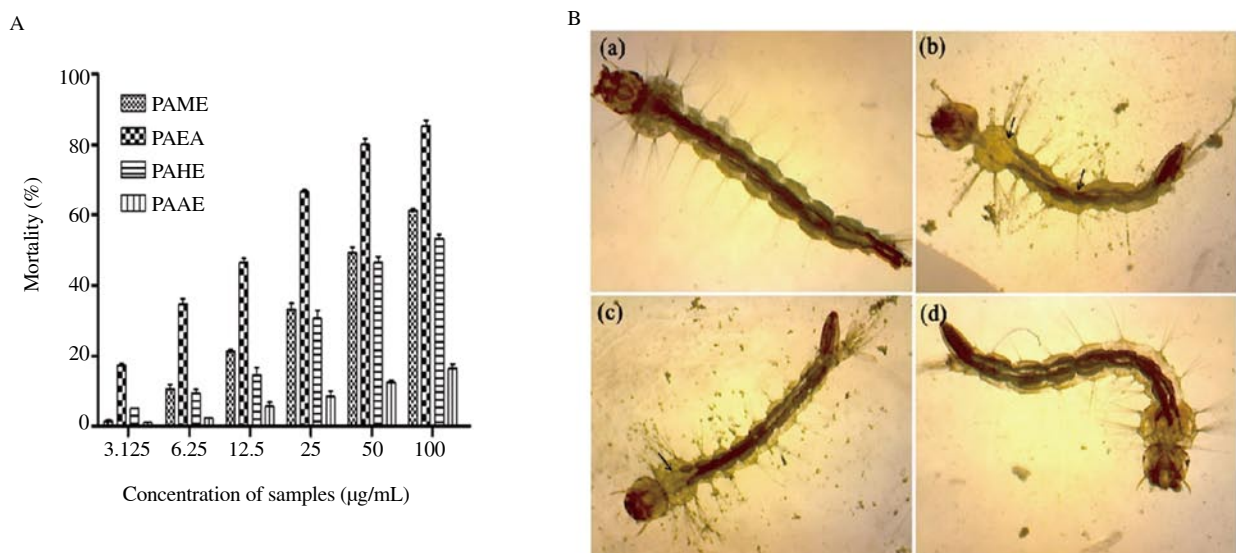 A
B
100
80
60
40
20
0
Mortality (%)
PAME
PAEA
PAHE
PAAE
3.125 6.25 12.5 25 50 100
Concentration of samples (µg/mL)
(a)
(b)
(c)
(d)